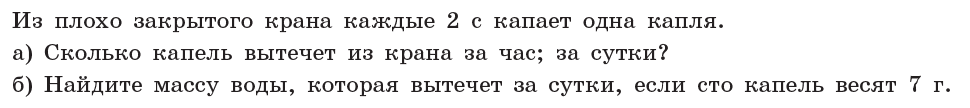 Из плохо закрытого крана каждые 2 с капает одна капля.
а) Сколько капель вытечет из крана за час; за сутки?
б) Найдите массу воды, которая вытечет за сутки, если сто капель весят 7 г.